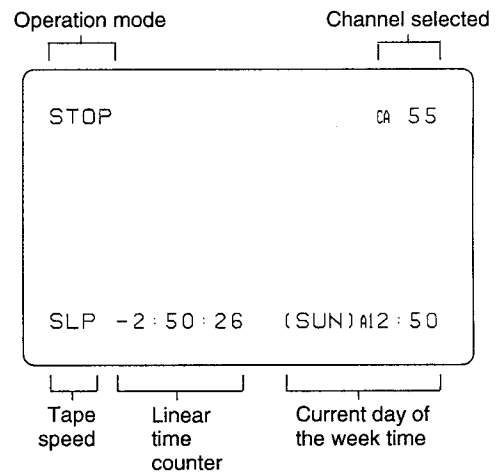 Operation mode
Channel selected
STOP
CA 55
SLP -2:50:26 (SUN) A12:50
Tape speed
Linear time counter
Current day of the week time